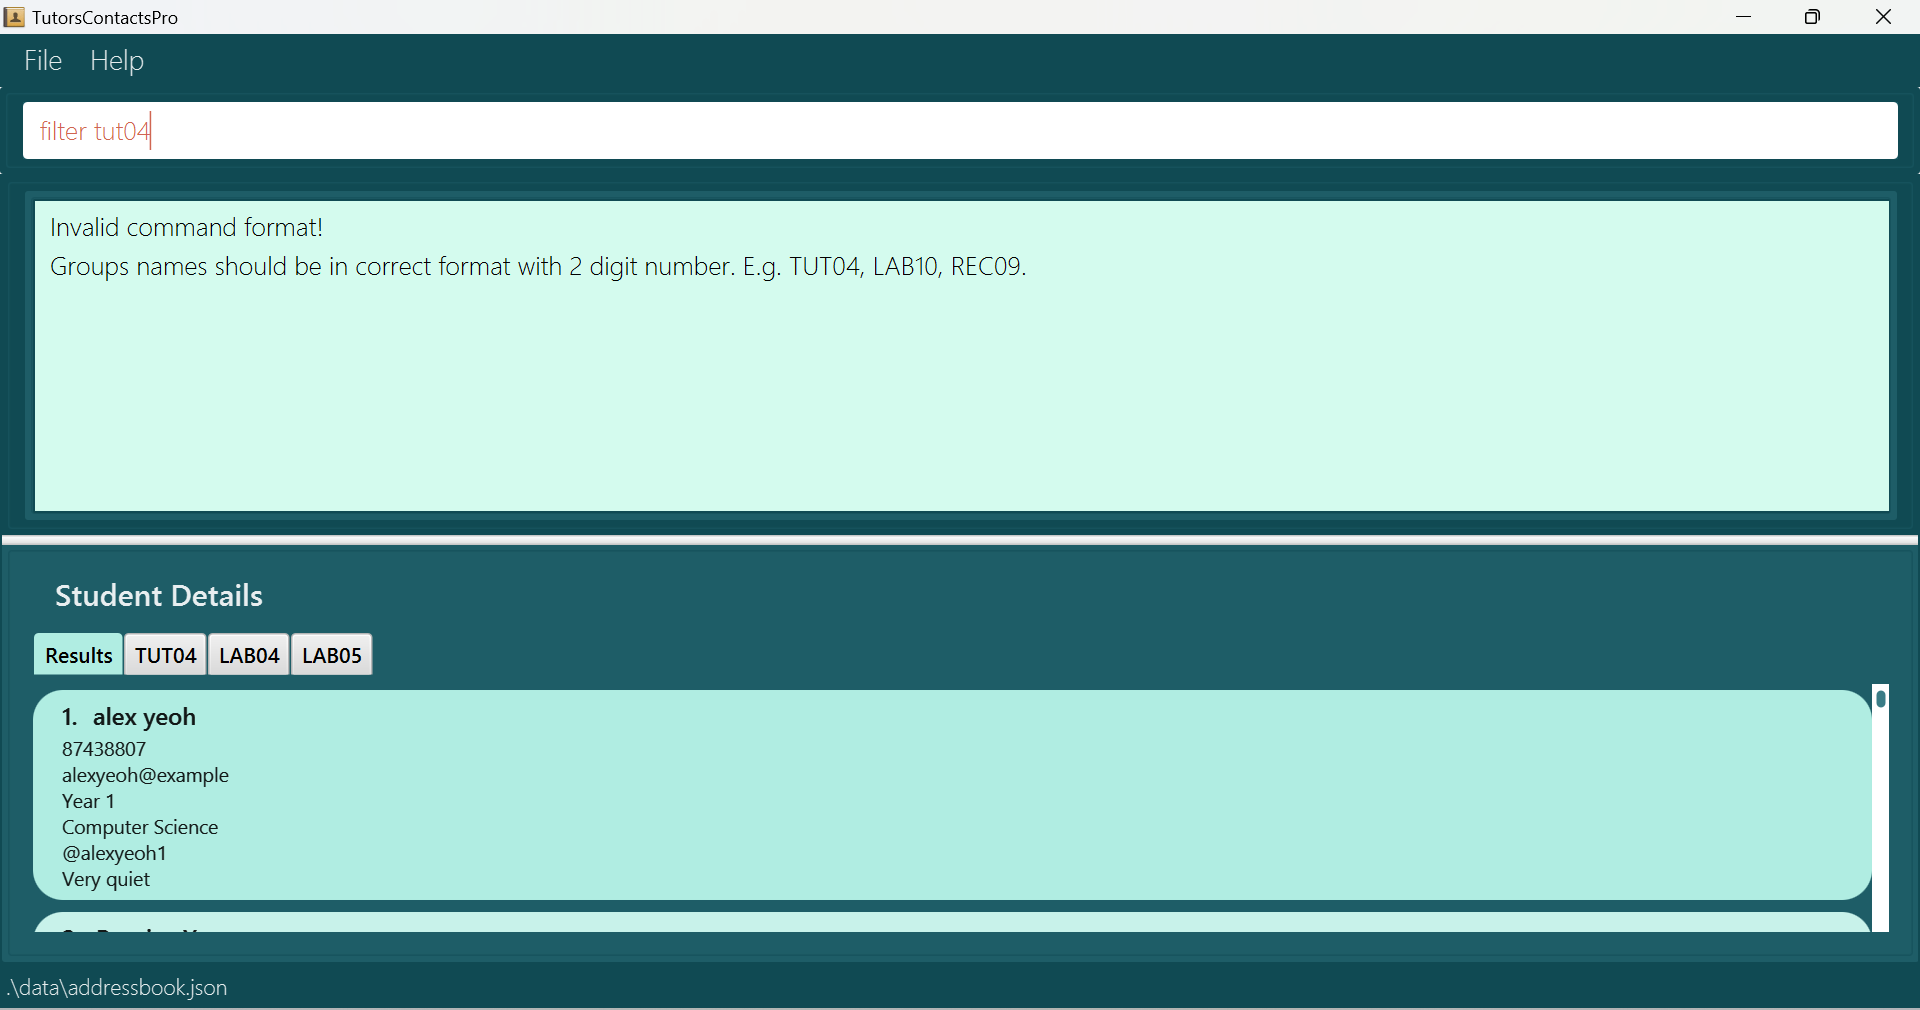 TutorsContactsPro
File Help
filter tut04
Invalid command format!
Groups names should be in correct format with 2 digit number. E.g. TUT04, LAB10, REC09.
Student Details
Results TUT04 LAB04 LAB05
1. alex yeoh
87438807
alexyeoh@example
Year 1
Computer Science
@alexyeoh1
Very quiet
.\data\addressbook.json